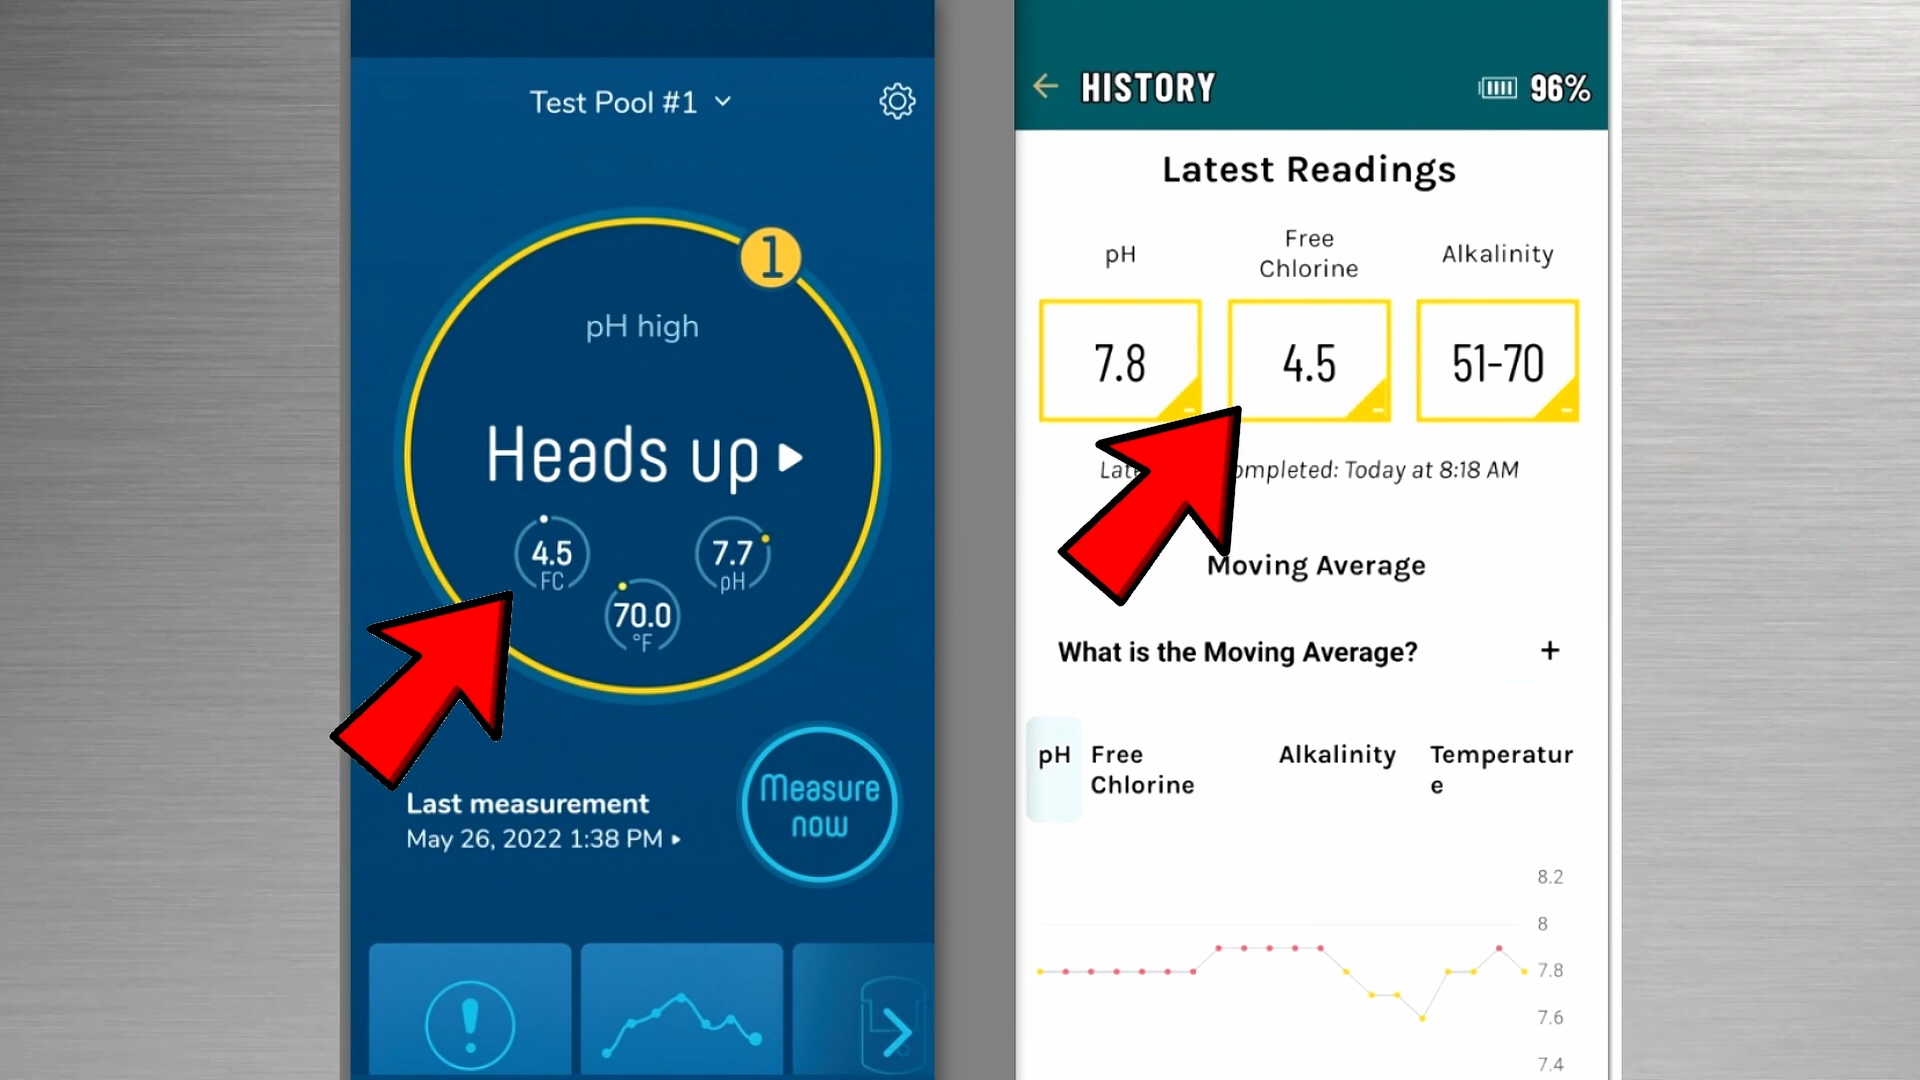 Test Pool #1
1
pH high
Heads up
4.5
FC
7.7
pH
70.0
°F
Last measurement
May 26, 2022 1:38 PM
Measure
now
HISTORY
96%
Latest Readings
pH
Free
Chlorine
Alkalinity
7.8
4.5
51-70
ompleted: Today at 8:18 AM
Moving Average
What is the Moving Average?
+
pH
Free
Chlorine
Alkalinity
Temperatur
e
8.2
8
7.8
7.6
7.4